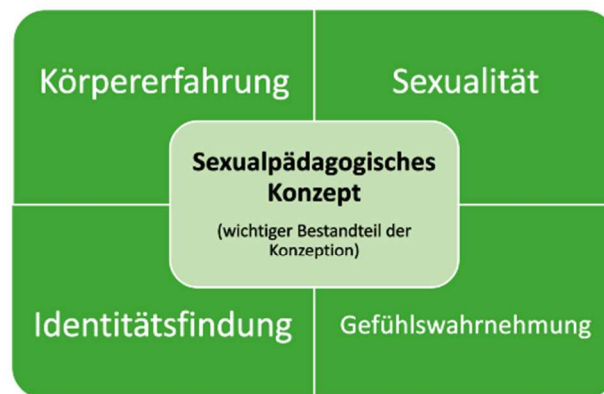 Körpererfahrung
Sexualität
Sexualpädagogisches
Konzept
(wichtiger Bestandteil der
Konzeption)
Identitätsfindung
Gefühlswahrnehmung